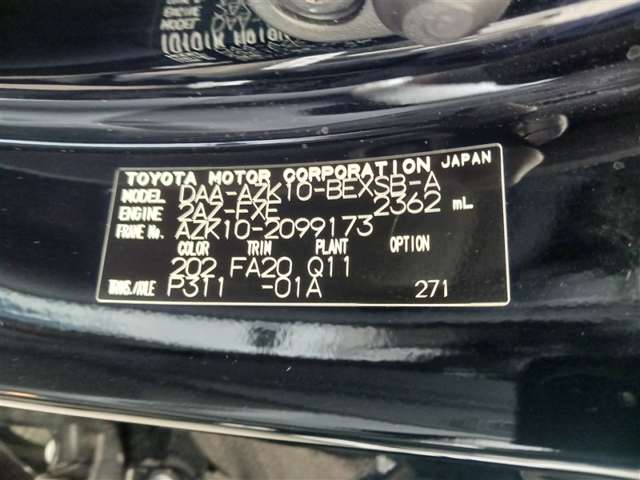 TOYOTA MOTOR CORPORATION JAPAN
MODEL DAA-AZK10-BEXSB-A
ENGINE 2AZ-FXE 2362 mL
FRAME No. AZK10-2099173
COLOR TRIM PLANT OPTION
202 FA20 Q11
TRANS./AXLE P311 -01A 271